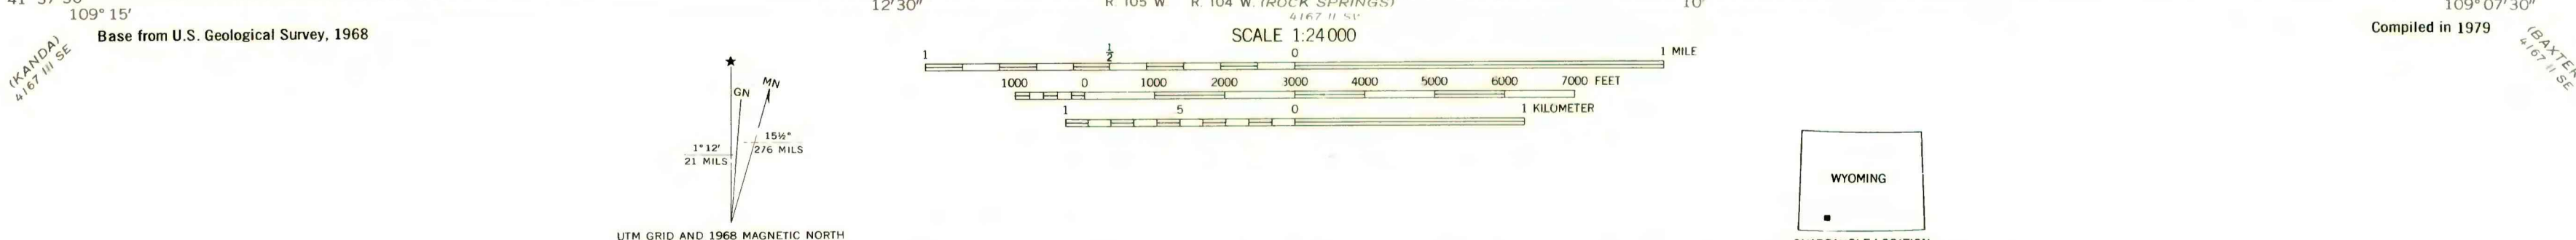 109° 15'
12'30"
R. 105 W. R. 104 W. (ROCK SPRINGS)
10'
109° 07'30"
4167 II SW
(KANDA)
4167 III SE
Base from U.S. Geological Survey, 1968
SCALE 1:24 000
Compiled in 1979
(BAXTER
4167 II SE
1 ½ 0 1 MILE
1000 0 1000 2000 3000 4000 5000 6000 7000 FEET
1 5 0 1 KILOMETER
★
GN
MN
1° 12'
21 MILS
15½°
276 MILS
UTM GRID AND 1968 MAGNETIC NORTH
WYOMING